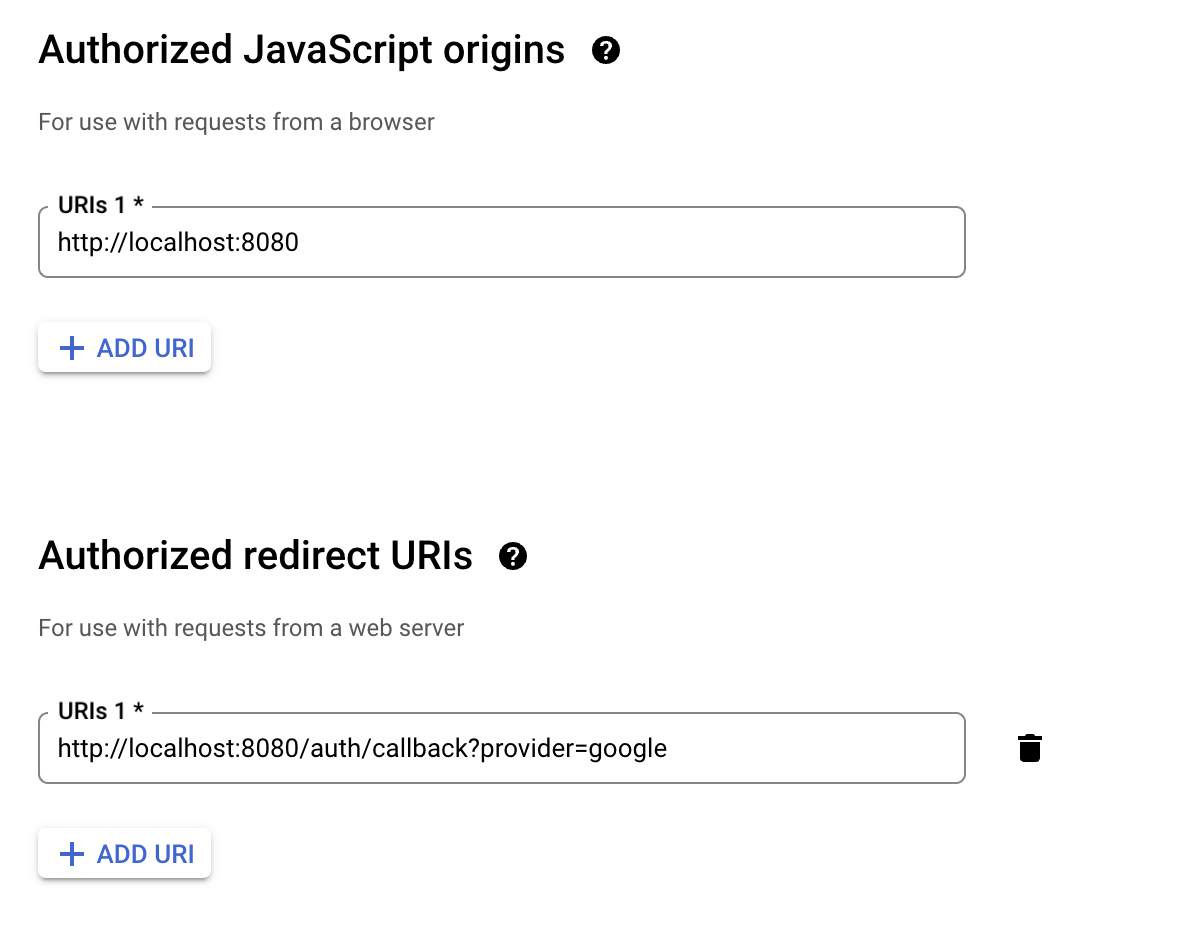 Authorized JavaScript origins
For use with requests from a browser
URIs 1 *
http://localhost:8080
ADD URI
Authorized redirect URIs
For use with requests from a web server
URIs 1 *
http://localhost:8080/auth/callback?provider=google
ADD URI